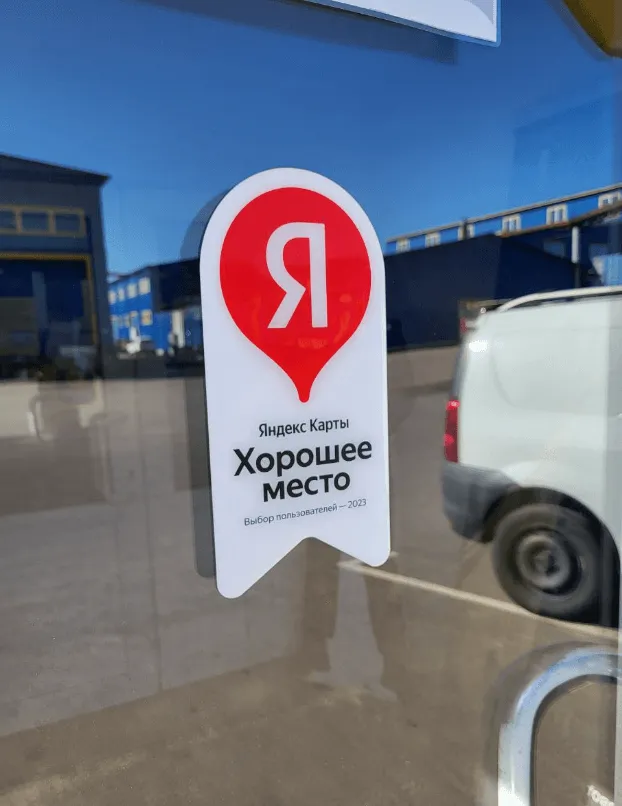 Я
Яндекс Карты
Хорошее
место
Выбор пользователей — 2023